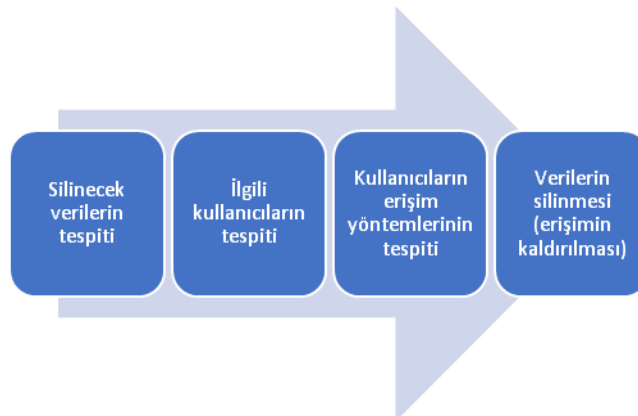 Silinecek
verilerin
tespiti
İlgili
kullanıcıların
tespiti
Kullanıcıların
erişim
yöntemlerinin
tespiti
Verilerin
silinmesi
(erişimin
kaldırılması)